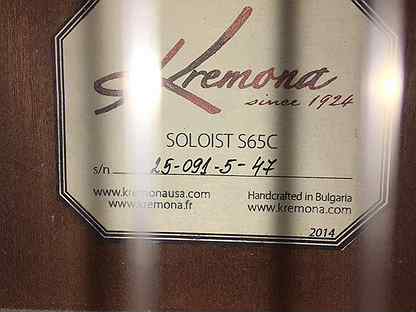 Kremona
since 1924
SOLOIST S65C
s/n 25-091-5-47
www.kremonausa.com Handcrafted in Bulgaria
www.kremona.fr www.kremona.com
2014